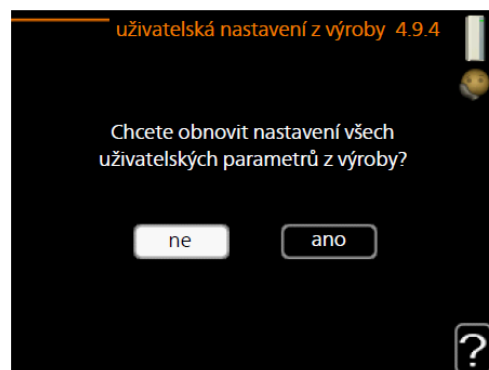 uživatelská nastavení z výroby 4.9.4
Chcete obnovit nastavení všech
uživatelských parametrů z výroby?
ne
ano
?